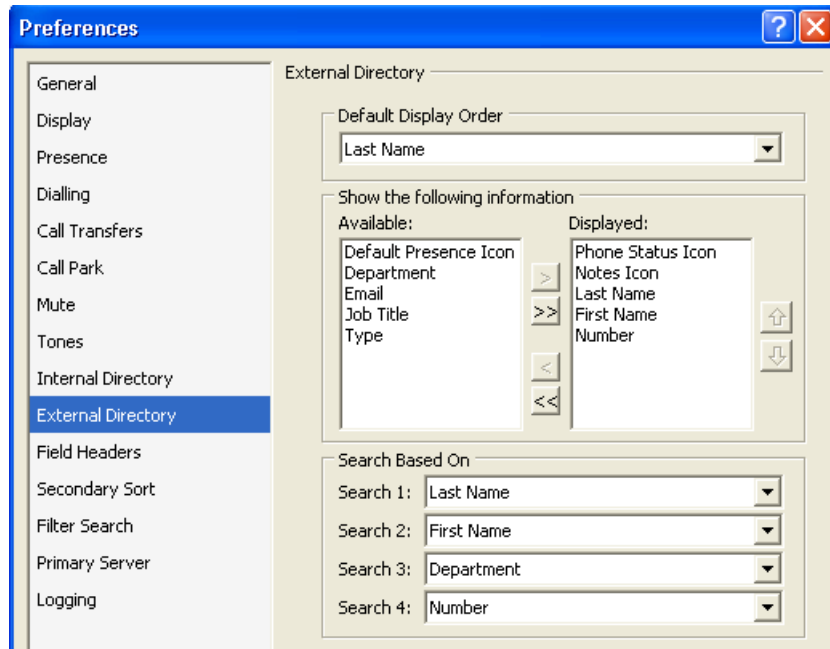 Preferences
?
X
General
Display
Presence
Dialling
Call Transfers
Call Park
Mute
Tones
Internal Directory
External Directory
Field Headers
Secondary Sort
Filter Search
Primary Server
Logging
External Directory
Default Display Order
Last Name
Show the following information
Available:
Default Presence Icon
Department
Email
Job Title
Type
>
>>
<
<<
Displayed:
Phone Status Icon
Notes Icon
Last Name
First Name
Number
Search Based On
Search 1: Last Name
Search 2: First Name
Search 3: Department
Search 4: Number